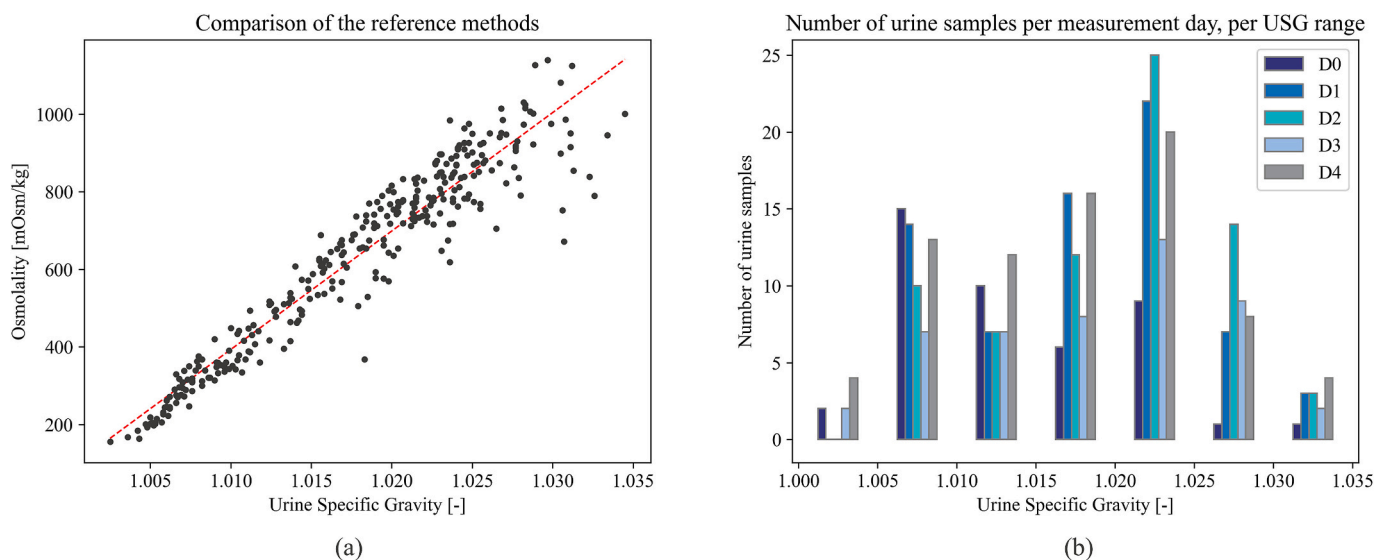 Comparison of the reference methods
Osmolality [mOsm/kg]
1000
800
600
400
200
1.005 1.010 1.015 1.020 1.025 1.030 1.035
Urine Specific Gravity [-]
(a)
Number of urine samples per measurement day, per USG range
Number of urine samples
25
20
15
10
5
0
D0
D1
D2
D3
D4
1.000 1.005 1.010 1.015 1.020 1.025 1.030 1.035
Urine Specific Gravity [-]
(b)